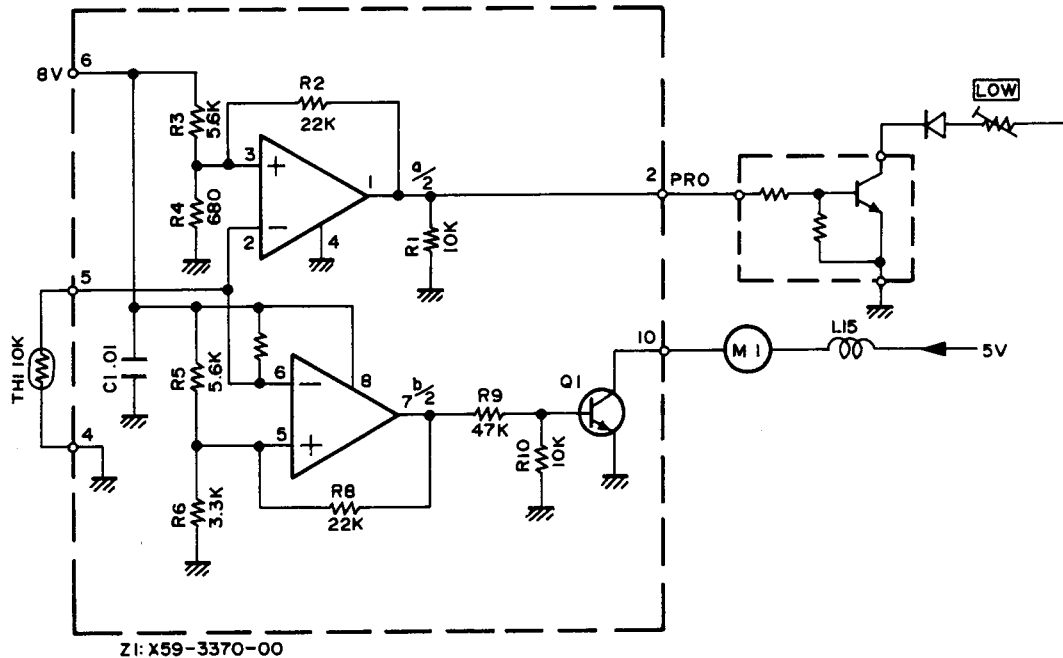 8V
6
R3
5.6K
R2
22K
3
+
1
a/2
R4
680
-
2
4
R1
10K
2
PRO
LOW
5
TH1 10K
C1 .01
R5
5.6K
6
-
8
7
b/2
R9
47K
Q1
10
M1
L15
5V
5
+
R10
10K
4
R6
3.3K
R8
22K
Z1: X59-3370-00